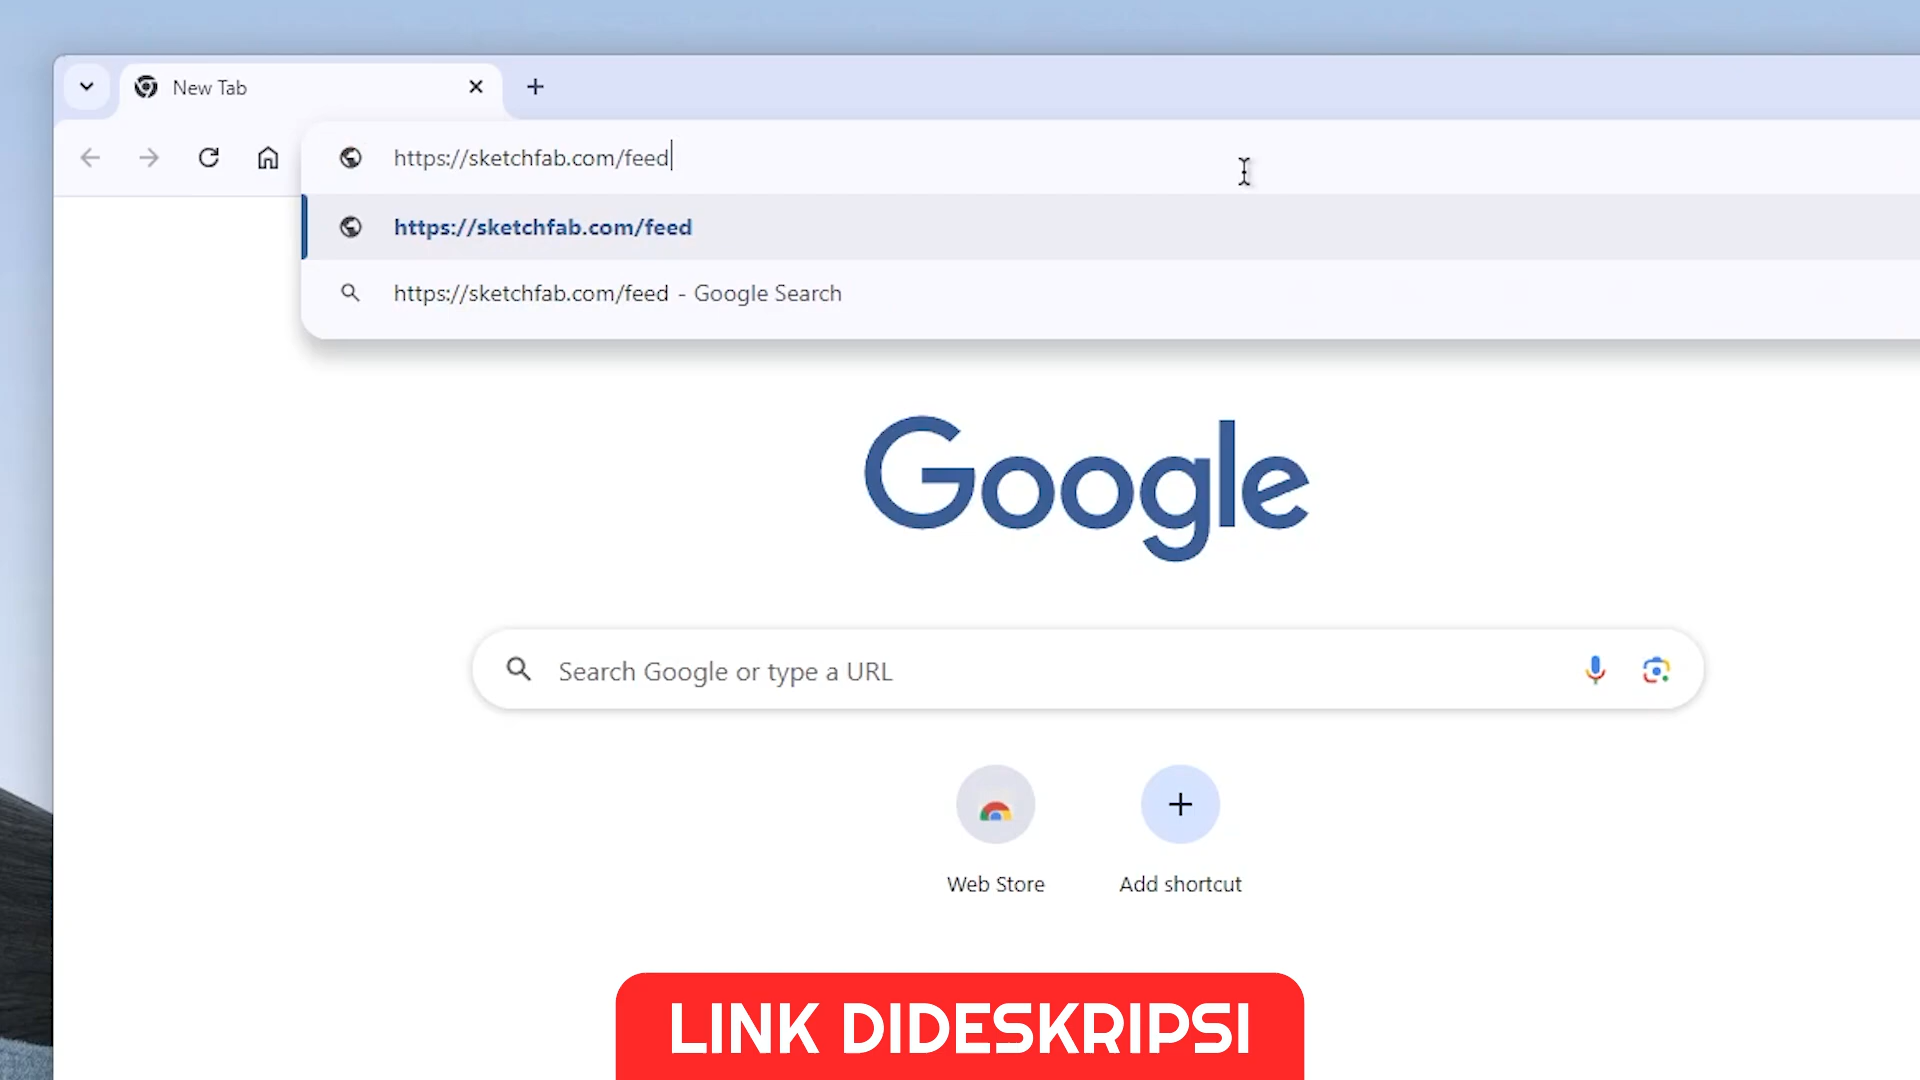 New Tab
https://sketchfab.com/feed
https://sketchfab.com/feed
https://sketchfab.com/feed - Google Search
Google
Search Google or type a URL
Web Store
Add shortcut
LINK DIDESKRIPSI